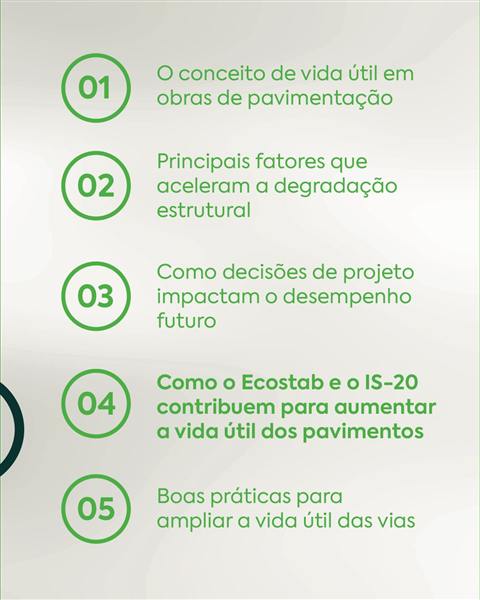 01
O conceito de vida útil em
obras de pavimentação
02
Principais fatores que
aceleram a degradação
estrutural
03
Como decisões de projeto
impactam o desempenho
futuro
04
Como o Ecostab e o IS-20
contribuem para aumentar
a vida útil dos pavimentos
05
Boas práticas para
ampliar a vida útil das vias